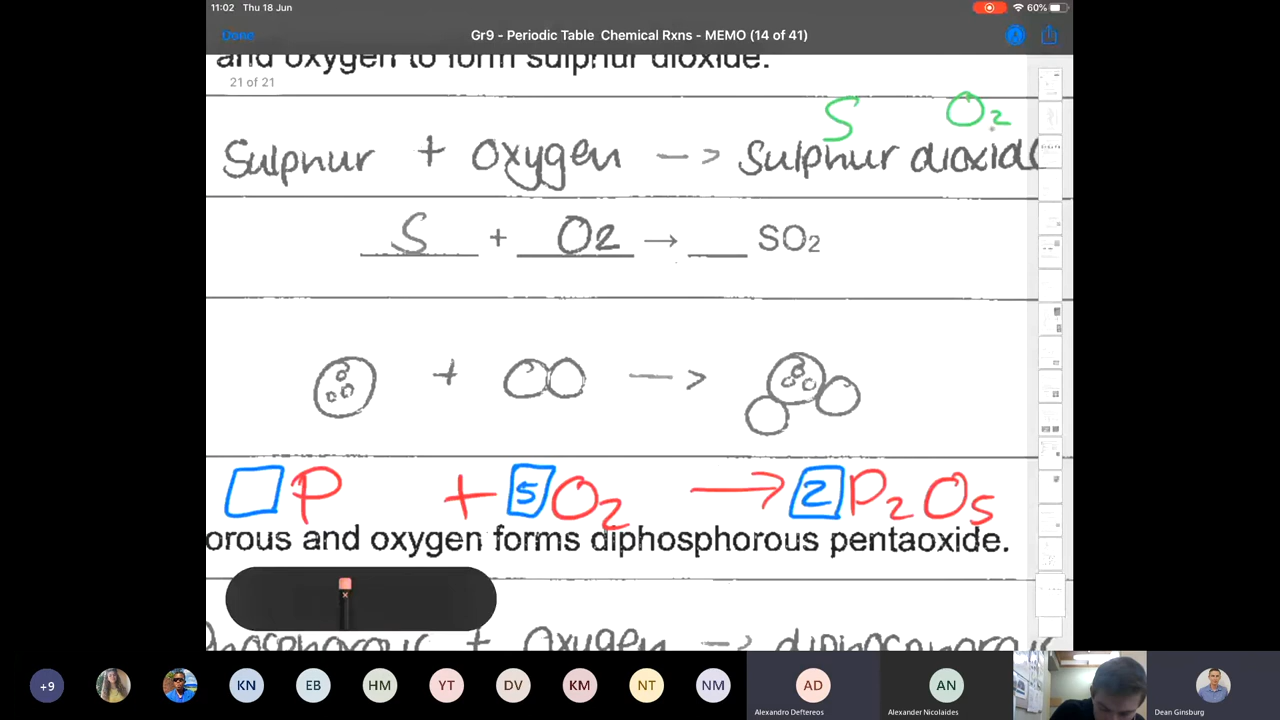 11:02 Thu 18 Jun 60%
Done Gr9 - Periodic Table Chemical Rxns - MEMO (14 of 41)
and oxygen to form sulphur dioxide.
21 of 21
S O2
Sulphur + Oxygen -> Sulphur dioxide
S + O2 → SO2
+ ->
P + 5 O2 → 2 P2O5
orous and oxygen forms diphosphorous pentaoxide.
+ oxygen ->
+9 KN EB HM YT DV KM NT NM AD AN
Alexandro Deftereos Alexander Nicolaides Dean Ginsburg